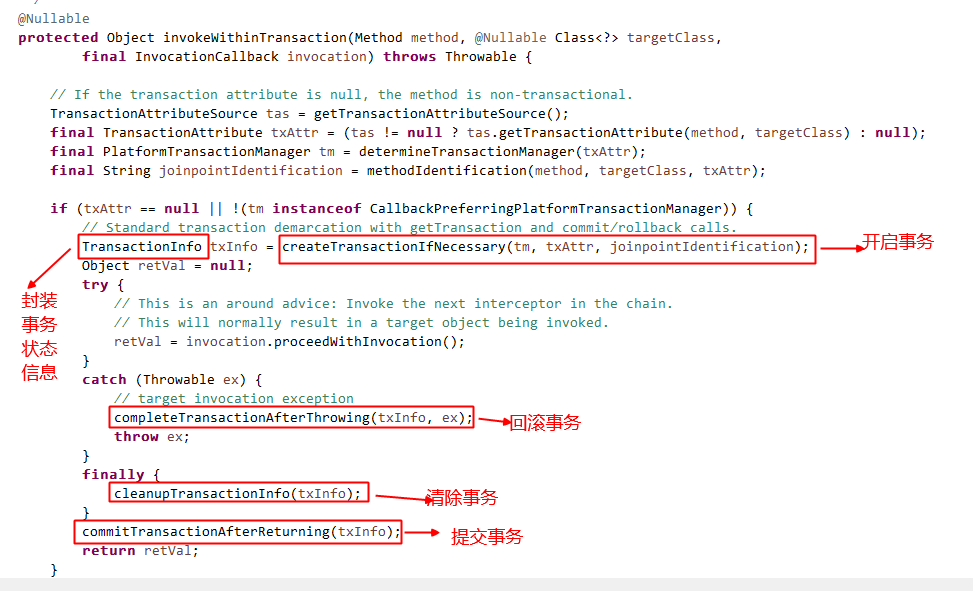 @Nullable
protected Object invokeWithinTransaction(Method method, @Nullable Class<?> targetClass,
final InvocationCallback invocation) throws Throwable {
// If the transaction attribute is null, the method is non-transactional.
TransactionAttributeSource tas = getTransactionAttributeSource();
final TransactionAttribute txAttr = (tas != null ? tas.getTransactionAttribute(method, targetClass) : null);
final PlatformTransactionManager tm = determineTransactionManager(txAttr);
final String joinpointIdentification = methodIdentification(method, targetClass, txAttr);
if (txAttr == null || !(tm instanceof CallbackPreferringPlatformTransactionManager)) {
// Standard transaction demarcation with getTransaction and commit/rollback calls.
TransactionInfo txInfo = createTransactionIfNecessary(tm, txAttr, joinpointIdentification);
开启事务
Object retVal = null;
try {
封装
事务
状态
信息
// This is an around advice: Invoke the next interceptor in the chain.
// This will normally result in a target object being invoked.
retVal = invocation.proceedWithInvocation();
}
catch (Throwable ex) {
// target invocation exception
completeTransactionAfterThrowing(txInfo, ex);
回滚事务
throw ex;
}
finally {
cleanupTransactionInfo(txInfo);
清除事务
}
commitTransactionAfterReturning(txInfo);
提交事务
return retVal;
}